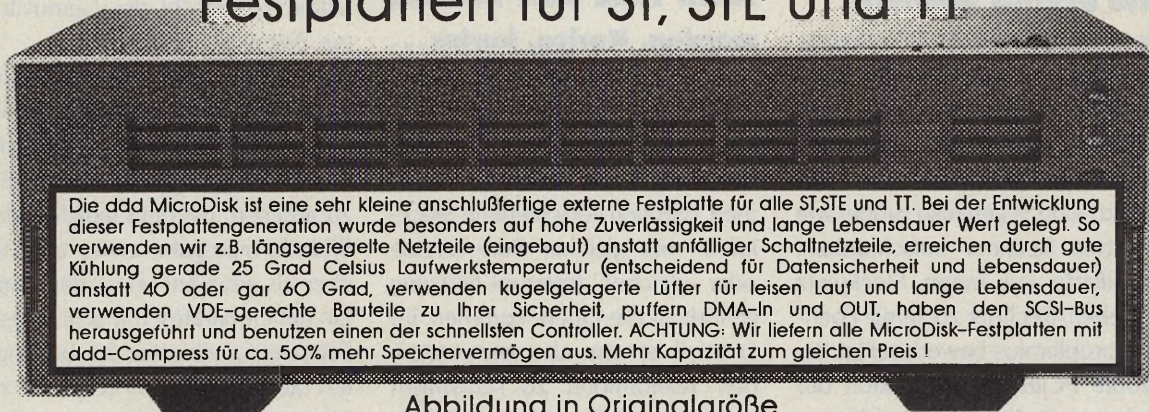 Festplatten für ST, STE und TT
Die ddd MicroDisk ist eine sehr kleine anschlußfertige externe Festplatte für alle ST,STE und TT. Bei der Entwicklung
dieser Festplattengeneration wurde besonders auf hohe Zuverlässigkeit und lange Lebensdauer Wert gelegt. So
verwenden wir z.B. längsgeregelte Netzteile (eingebaut) anstatt anfälliger Schaltnetzteile, erreichen durch gute
Kühlung gerade 25 Grad Celsius Laufwerkstemperatur (entscheidend für Datensicherheit und Lebensdauer)
anstatt 40 oder gar 60 Grad, verwenden kugelgelagerte Lüfter für leisen Lauf und lange Lebensdauer,
verwenden VDE-gerechte Bauteile zu Ihrer Sicherheit, puffern DMA-In und OUT, haben den SCSI-Bus
herausgeführt und benutzen einen der schnellsten Controller. ACHTUNG: Wir liefern alle MicroDisk-Festplatten mit
ddd-Compress für ca. 50% mehr Speichervermögen aus. Mehr Kapazität zum gleichen Preis !
Abbildung in Originalgröße